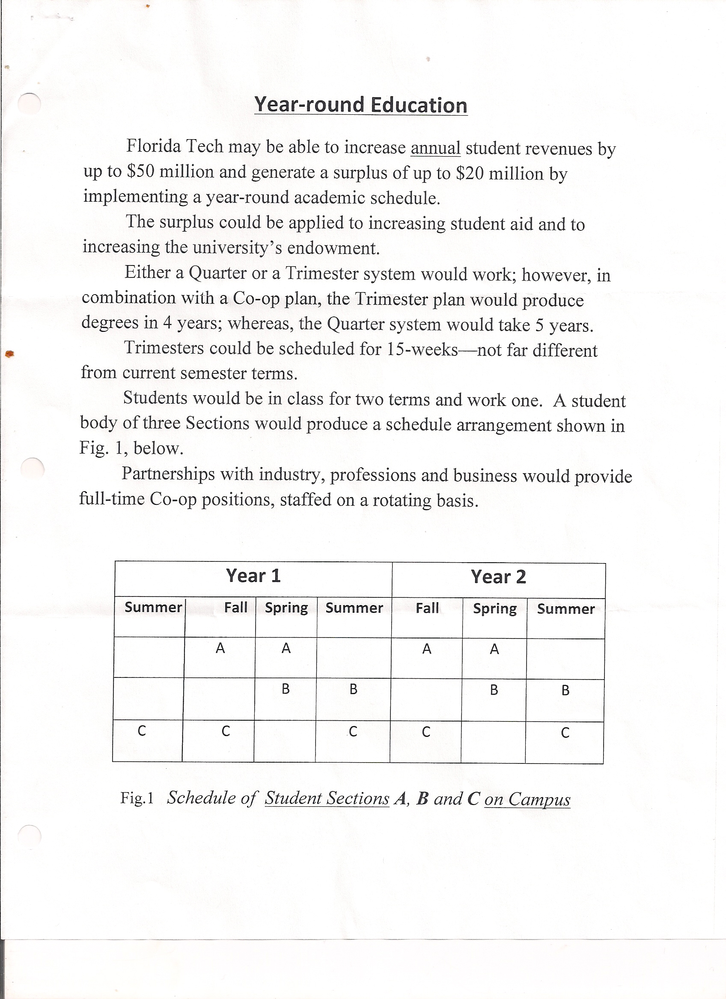 Year-round Education
Florida Tech may be able to increase annual student revenues by
up to $50 million and generate a surplus of up to $20 million by
implementing a year-round academic schedule.
The surplus could be applied to increasing student aid and to
increasing the university’s endowment.
Either a Quarter or a Trimester system would work; however, in
combination with a Co-op plan, the Trimester plan would produce
degrees in 4 years; whereas, the Quarter system would take 5 years.
Trimesters could be scheduled for 15-weeks—not far different
from current semester terms.
Students would be in class for two terms and work one.  A student
body of three Sections would produce a schedule arrangement shown in
Fig. 1, below.
Partnerships with industry, professions and business would provide
full-time Co-op positions, staffed on a rotating basis.
Year 1 Year 2
Summer Fall Spring Summer Fall Spring Summer
A A A A
B B B B
C C C C C
Fig.1 Schedule of Student Sections A, B and C on Campus